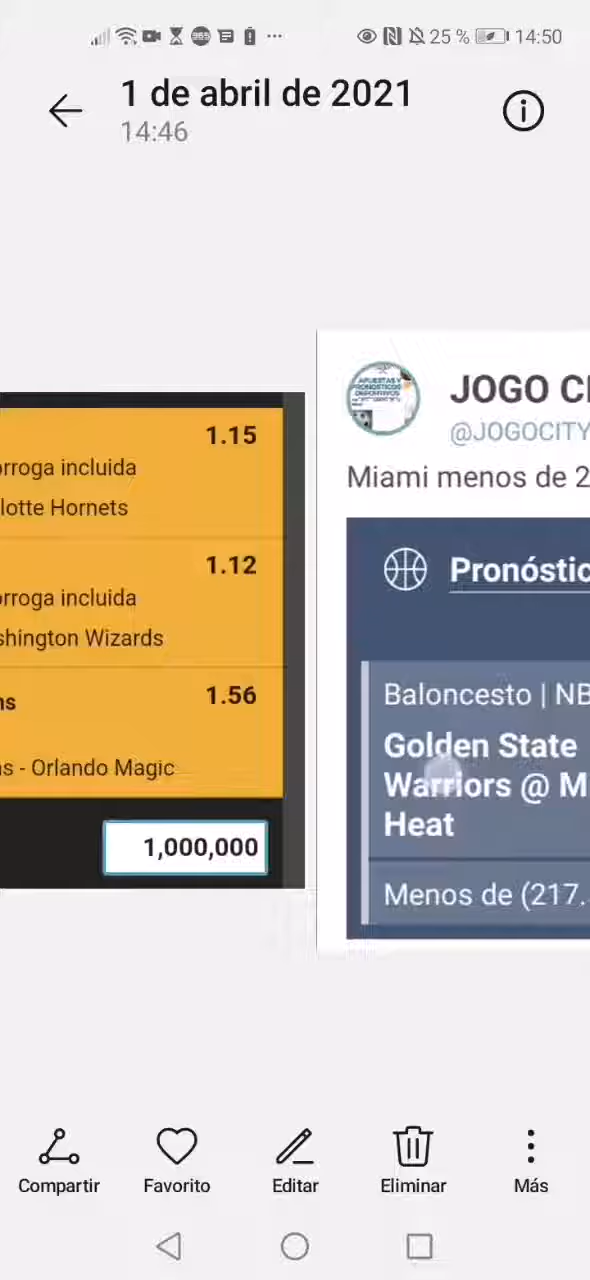 25 % 14:50
1 de abril de 2021
14:46
1.15
rroga incluida
lotte Hornets
1.12
rroga incluida
shington Wizards
ns
1.56
ns - Orlando Magic
1,000,000
JOGO CI
@JOGOCITY
Miami menos de 2
Pronóstic
Baloncesto | NB
Golden State
Warriors @ M
Heat
Menos de (217.
Compartir
Favorito
Editar
Eliminar
Más